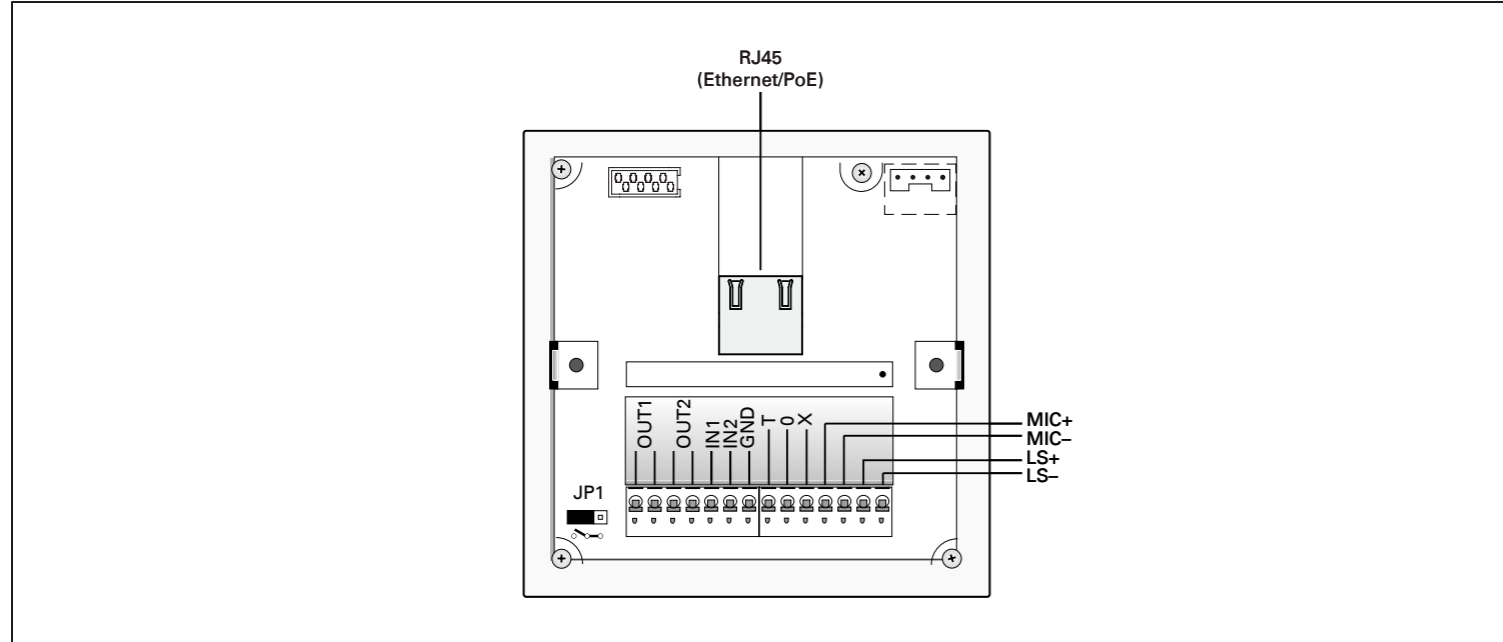 RJ45
(Ethernet/PoE)
OUT1
OUT2
IN1
IN2
GND
T
0
X
MIC+
MIC–
LS+
LS–
JP1